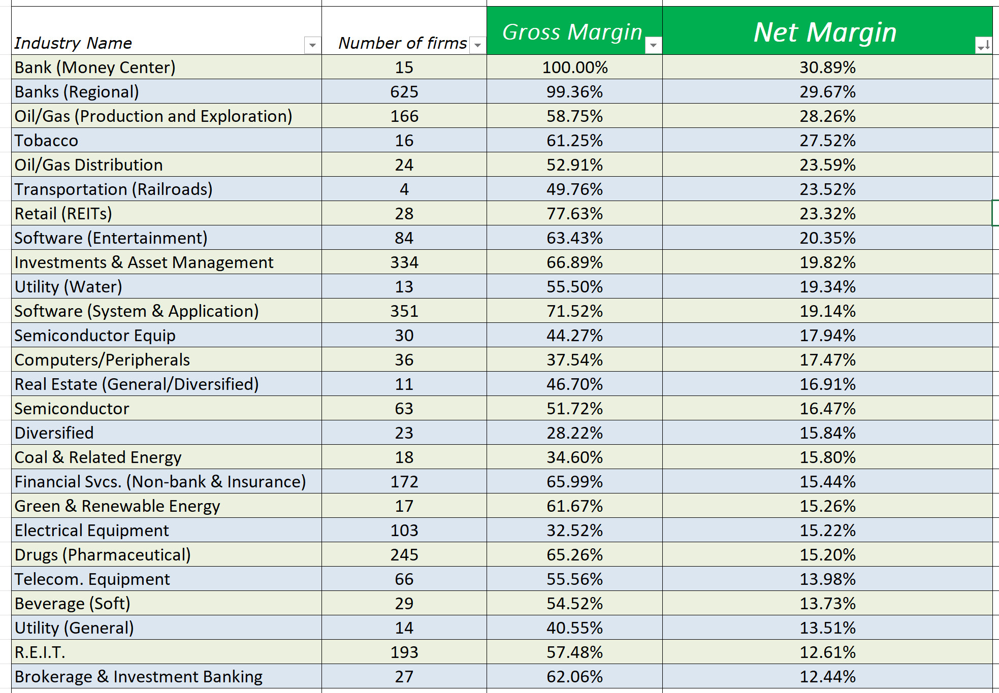 Industry Name Number of firms Gross Margin Net Margin
Bank (Money Center) 15 100.00% 30.89%
Banks (Regional) 625 99.36% 29.67%
Oil/Gas (Production and Exploration) 166 58.75% 28.26%
Tobacco 16 61.25% 27.52%
Oil/Gas Distribution 24 52.91% 23.59%
Transportation (Railroads) 4 49.76% 23.52%
Retail (REITs) 28 77.63% 23.32%
Software (Entertainment) 84 63.43% 20.35%
Investments & Asset Management 334 66.89% 19.82%
Utility (Water) 13 55.50% 19.34%
Software (System & Application) 351 71.52% 19.14%
Semiconductor Equip 30 44.27% 17.94%
Computers/Peripherals 36 37.54% 17.47%
Real Estate (General/Diversified) 11 46.70% 16.91%
Semiconductor 63 51.72% 16.47%
Diversified 23 28.22% 15.84%
Coal & Related Energy 18 34.60% 15.80%
Financial Svcs. (Non-bank & Insurance) 172 65.99% 15.44%
Green & Renewable Energy 17 61.67% 15.26%
Electrical Equipment 103 32.52% 15.22%
Drugs (Pharmaceutical) 245 65.26% 15.20%
Telecom. Equipment 66 55.56% 13.98%
Beverage (Soft) 29 54.52% 13.73%
Utility (General) 14 40.55% 13.51%
R.E.I.T. 193 57.48% 12.61%
Brokerage & Investment Banking 27 62.06% 12.44%